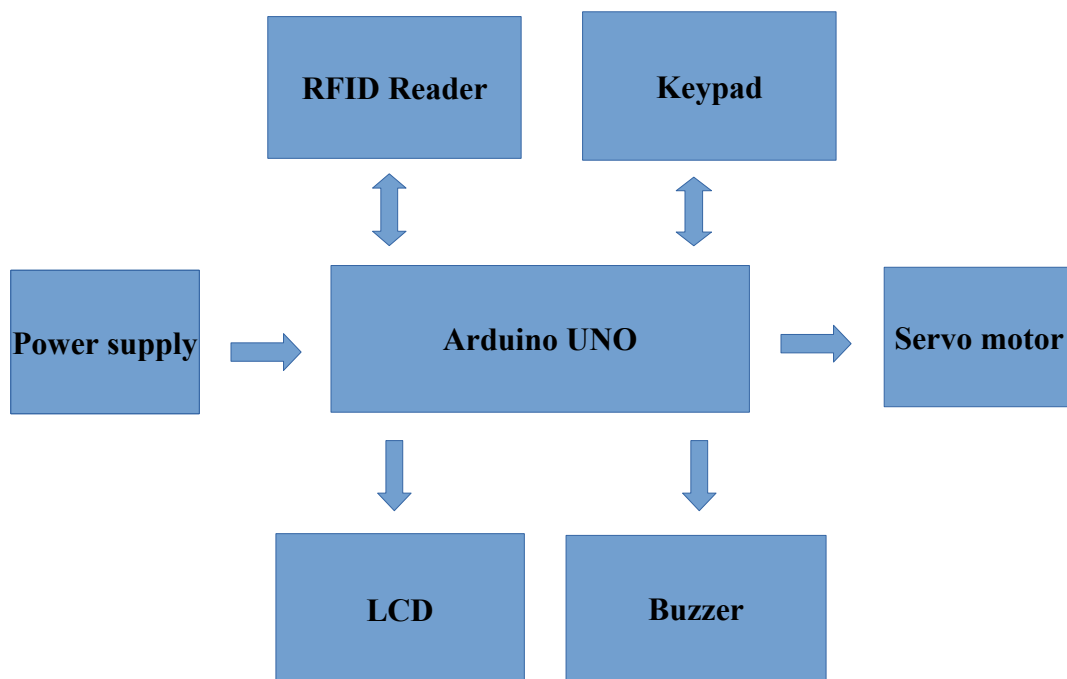 RFID Reader
Keypad
Power supply
Arduino UNO
Servo motor
LCD
Buzzer